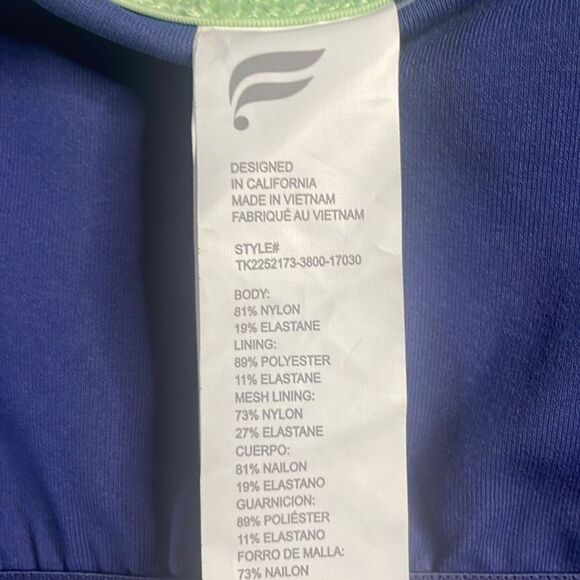 DESIGNED
IN CALIFORNIA
MADE IN VIETNAM
FABRIQUÉ AU VIETNAM
STYLE#
TK2252173-3800-17030
BODY:
81% NYLON
19% ELASTANE
LINING:
89% POLYESTER
11% ELASTANE
MESH LINING:
73% NYLON
27% ELASTANE
CUERPO:
81% NAILON
19% ELASTANO
GUARNICION:
89% POLIÉSTER
11% ELASTANO
FORRO DE MALLA:
73% NAILON